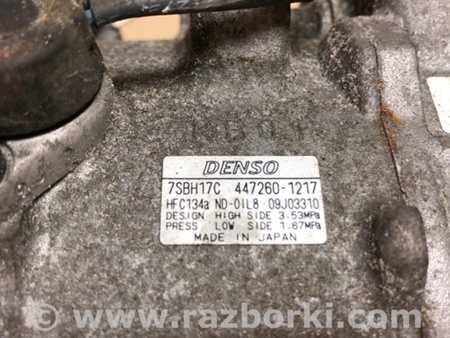 DENSO
7SBH17C 447260-1217
HFC134a ND-OIL8 09J03310
DESIGN HIGH SIDE 3.53MPa
PRESS LOW SIDE 1.67MPa
MADE IN JAPAN
www.razborki.com